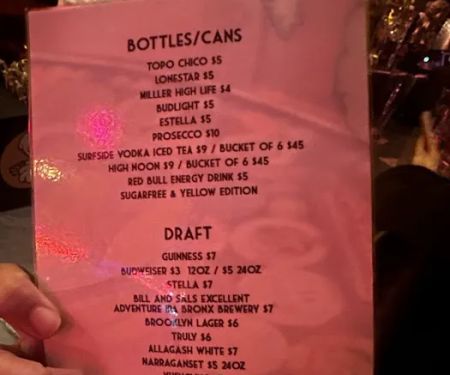 BOTTLES/CANS
TOPO CHICO $5
LONESTAR $5
MILLLER HIGH LIFE $4
BUDLIGHT $5
ESTELLA $5
PROSECCO $10
SURFSIDE VODKA ICED TEA $9 / BUCKET OF 6 $45
HIGH NOON $9 / BUCKET OF 6 $45
RED BULL ENERGY DRINK $5
SUGARFREE & YELLOW EDITION
DRAFT
GUINNESS $7
BUDWEISER $3 12OZ / $5 24OZ
STELLA $7
BILL AND SALS EXCELLENT
ADVENTURE BRONX BREWERY $7
BROOKLYN LAGER $6
TRULY $6
ALLAGASH WHITE $7
NARRAGANSET $5 24OZ